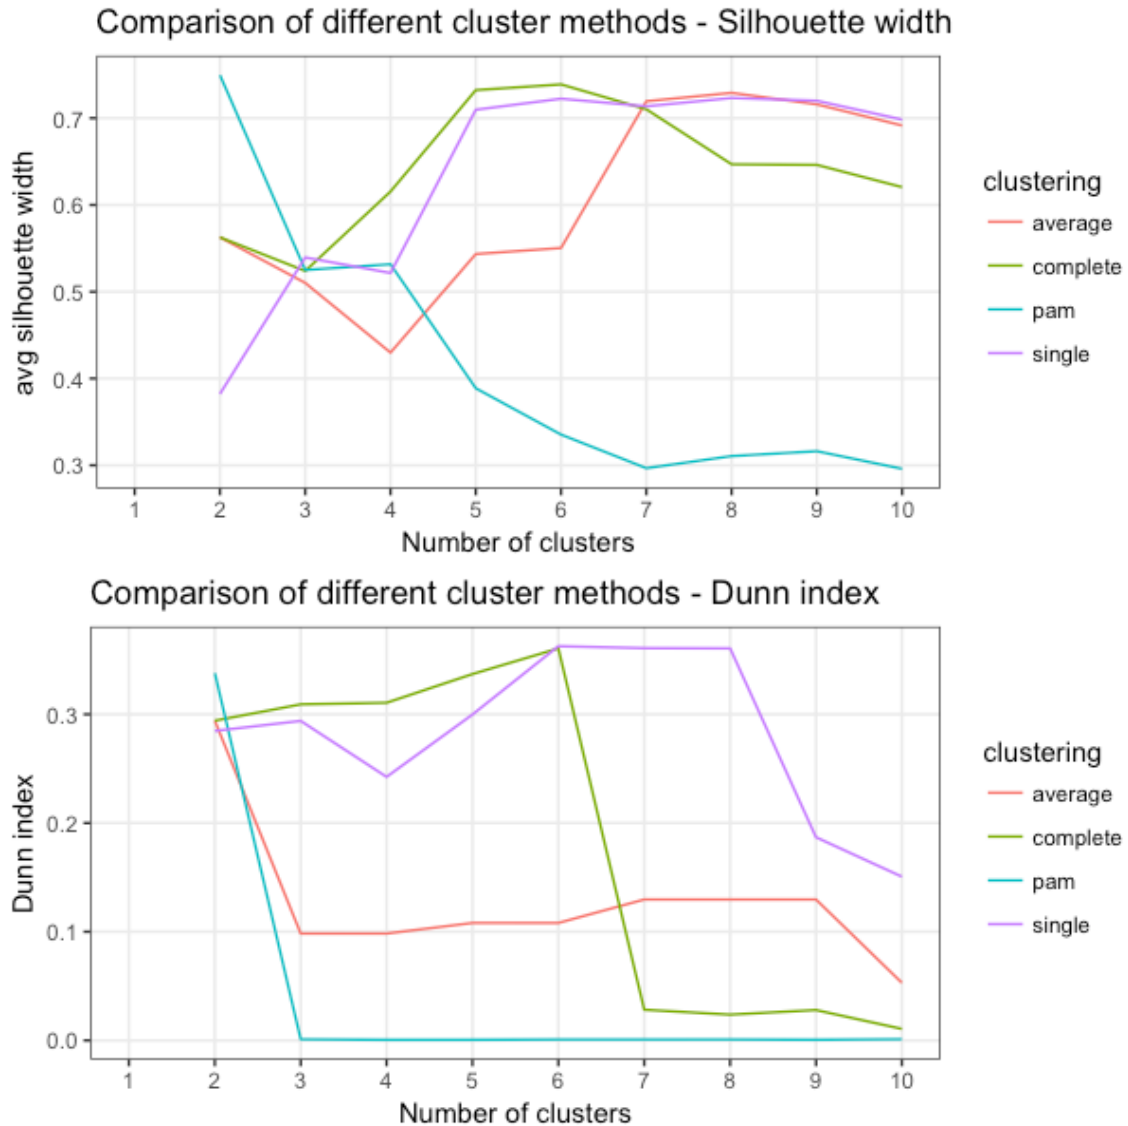 Comparison of different cluster methods - Silhouette width
avg silhouette width
0.7
0.6
0.5
0.4
0.3
1 2 3 4 5 6 7 8 9 10
Number of clusters
clustering
average
complete
pam
single
Comparison of different cluster methods - Dunn index
Dunn index
0.3
0.2
0.1
0.0
1 2 3 4 5 6 7 8 9 10
Number of clusters
clustering
average
complete
pam
single